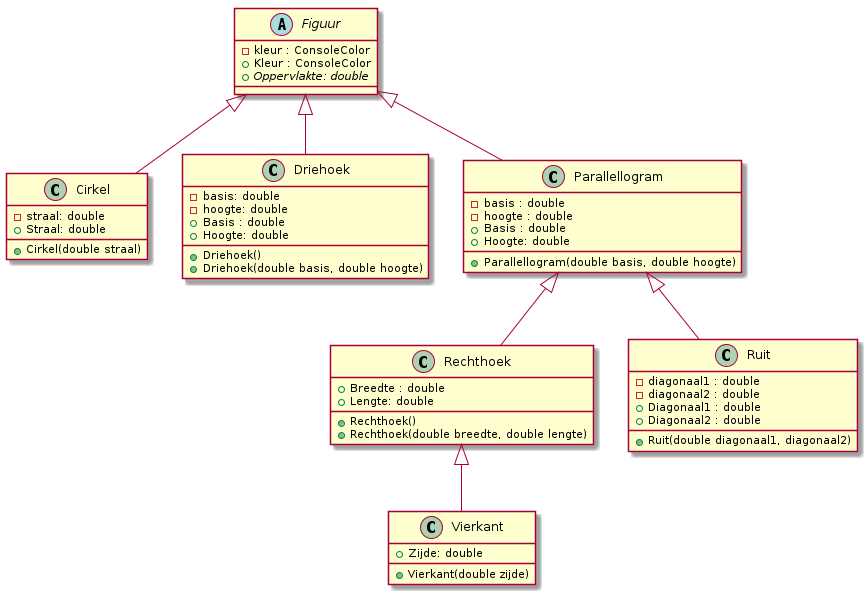 A Figuur
kleur : ConsoleColor
Kleur : ConsoleColor
Oppervlakte: double
C Cirkel
straal: double
Straal: double
Cirkel(double straal)
C Driehoek
basis: double
hoogte: double
Basis : double
Hoogte: double
Driehoek()
Driehoek(double basis, double hoogte)
C Parallellogram
basis : double
hoogte : double
Basis : double
Hoogte: double
Parallellogram(double basis, double hoogte)
C Rechthoek
Breedte : double
Lengte: double
Rechthoek()
Rechthoek(double breedte, double lengte)
C Ruit
diagonaal1 : double
diagonaal2 : double
Diagonaal1 : double
Diagonaal2 : double
Ruit(double diagonaal1, diagonaal2)
C Vierkant
Zijde: double
Vierkant(double zijde)